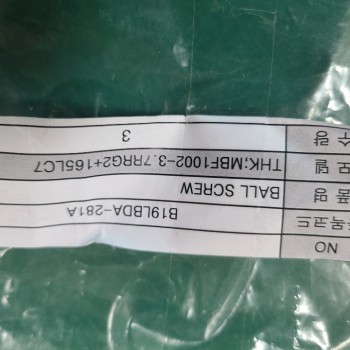 NO
품목코드 B19LBDA-281A
품 명 BALL SCREW
모 델 THK;MBF1002-3.7RRG2+165LC7
수 량 3